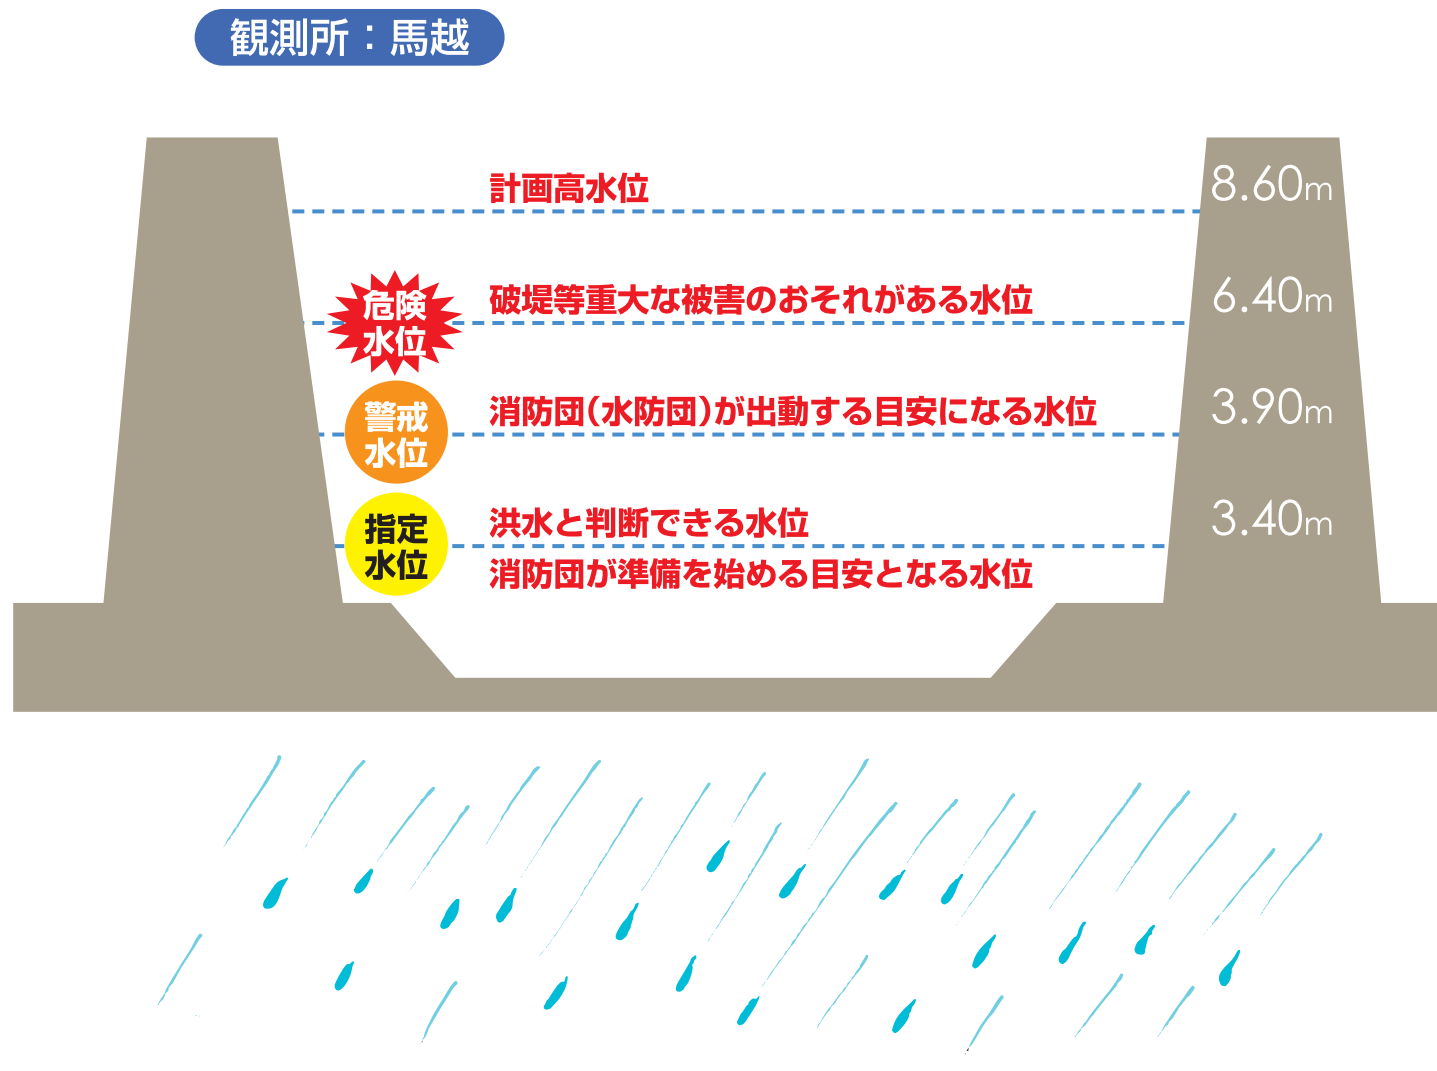 観測所：馬越
計画高水位
8.60m
危険
水位
破堤等重大な被害のおそれがある水位
6.40m
警戒
水位
消防団（水防団）が出動する目安になる水位
3.90m
指定
水位
洪水と判断できる水位
3.40m
消防団が準備を始める目安となる水位